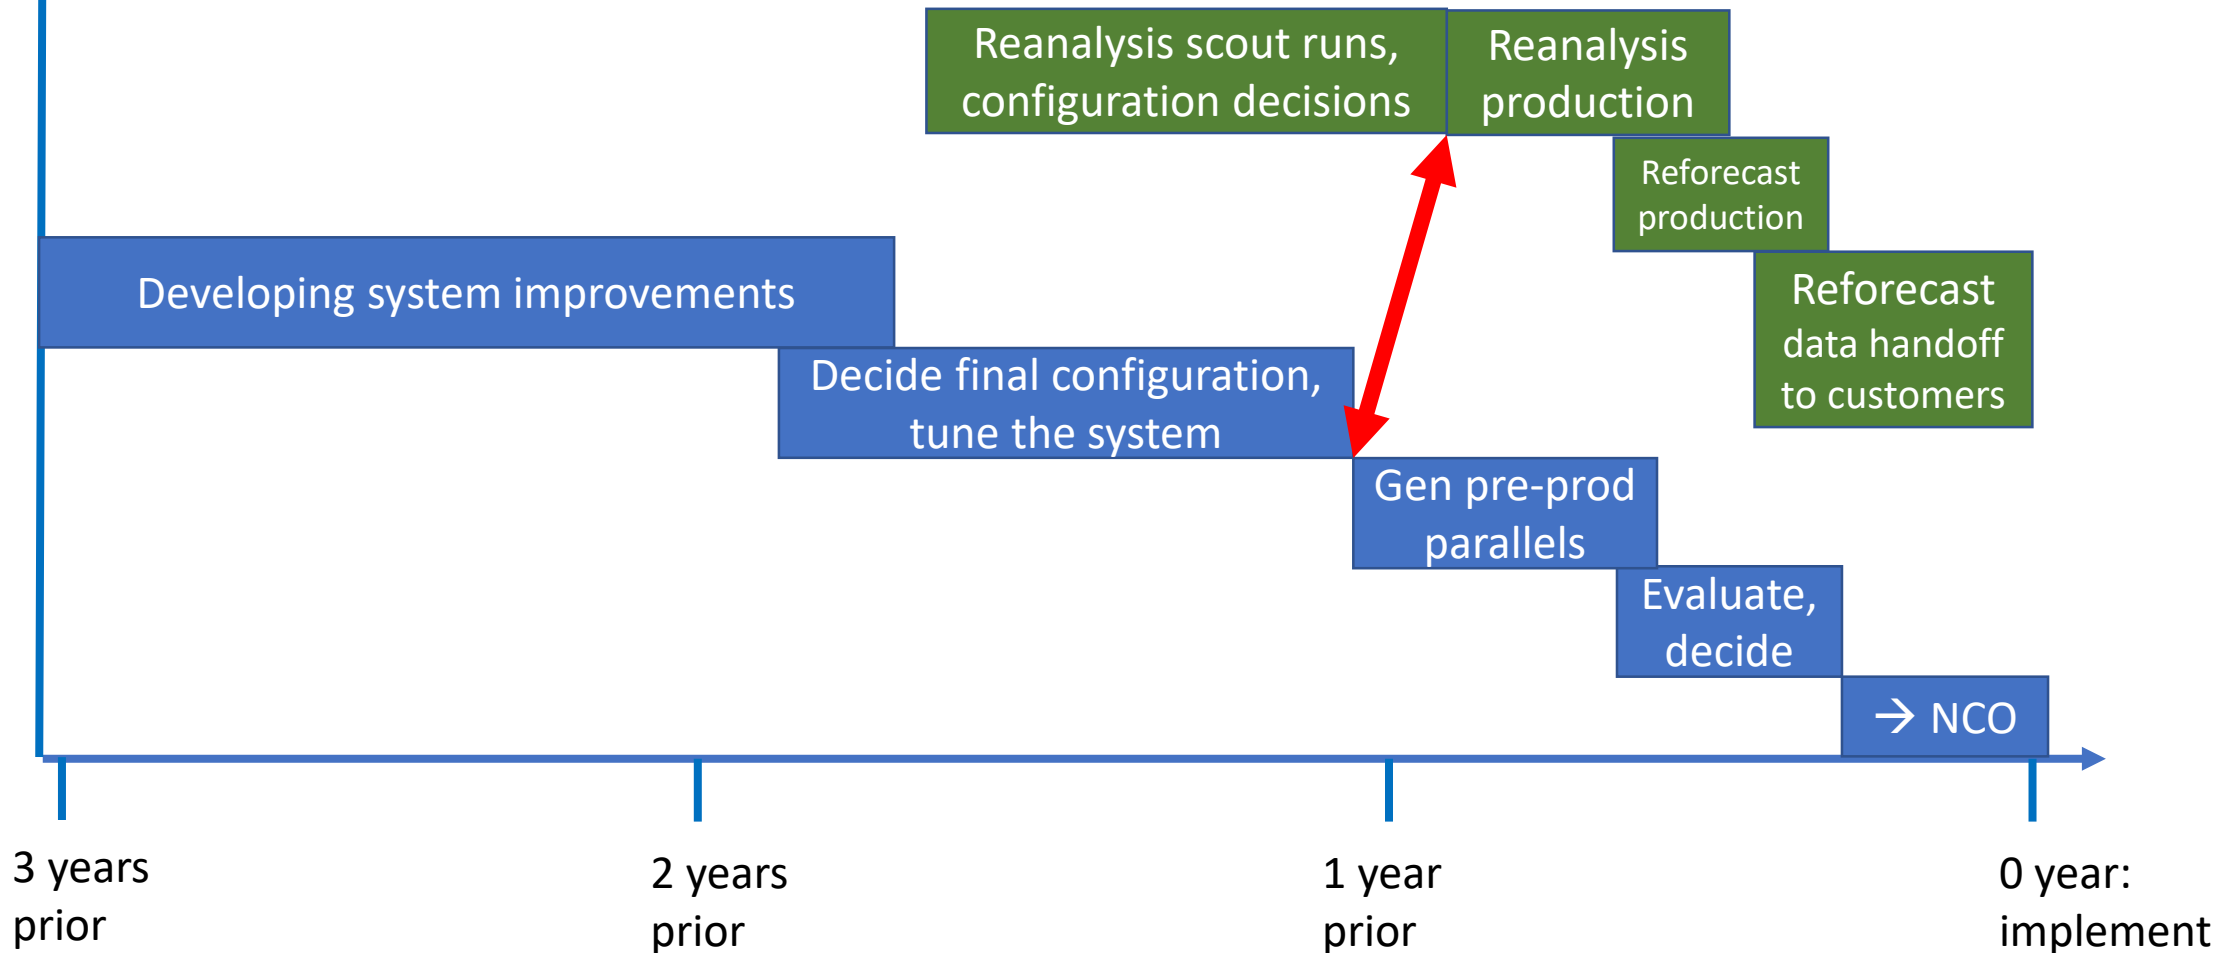 Reanalysis scout runs,
configuration decisions
Reanalysis
production
Reforecast
production
Reforecast
data handoff
to customers
Developing system improvements
Decide final configuration,
tune the system
Gen pre-prod
parallels
Evaluate,
decide
→ NCO
3 years
prior
2 years
prior
1 year
prior
0 year:
implement